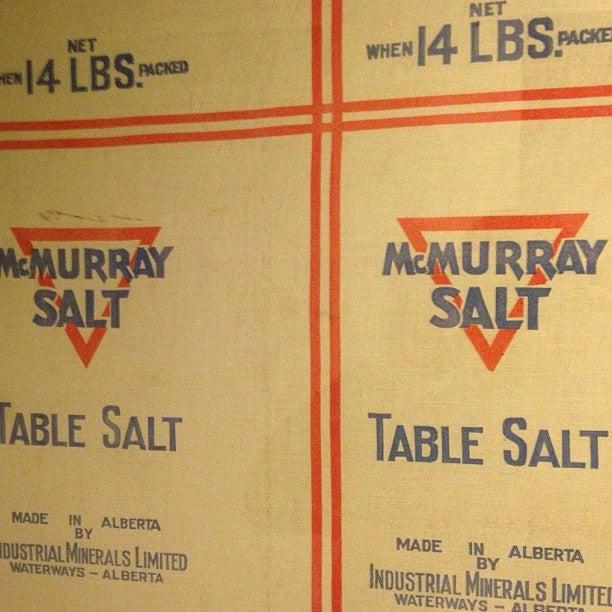 NET
WHEN 14 LBS. PACKED
McMURRAY
SALT
TABLE SALT
MADE IN ALBERTA
BY
INDUSTRIAL MINERALS LIMITED
WATERWAYS - ALBERTA
NET
WHEN 14 LBS. PACKED
McMURRAY
SALT
TABLE SALT
MADE IN ALBERTA
BY
INDUSTRIAL MINERALS LIMITED
WATERWAYS - ALBERTA